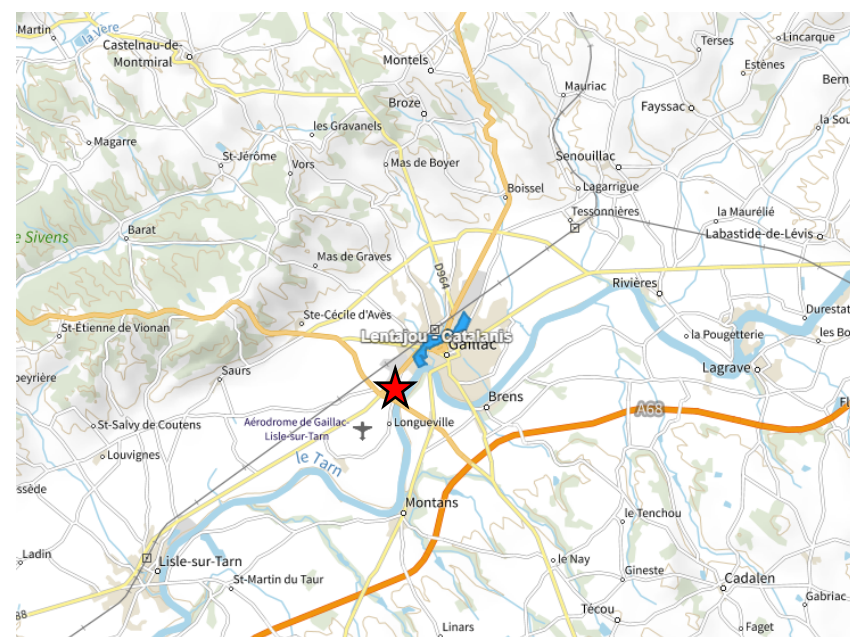 Martin
la Vère
Castelnau-de-
Montmiral
Montels
Terses
Lincarque
Estènes
Bern
Mauriac
Broze
Fayssac
la Sou
les Gravanels
Magarre
St-Jérôme
Vors
Mas de Boyer
Senouillac
Boissel
Lagarrigue
Tessonnières
la Maurélié
Labastide-de-Lévis
e Sivens
Barat
Mas de Graves
D964
Rivières
Ste-Cécile d'Avès
Durestat
St-Étienne de Vionan
Lentajou - Catalanis
Gaillac
la Pougetterie
les Bo
Saurs
peyrière
Lagrave
Brens
A68
Fl
St-Salvy de Coutens
Aérodrome de Gaillac-
Lisle-sur-Tarn
Longueville
Louvignes
le Tarn
ssède
Montans
le Tenchou
Ladin
Lisle-sur-Tarn
le Nay
St-Martin du Taur
Gineste
Cadalen
Gabriac
88
Técou
Linars
Faget